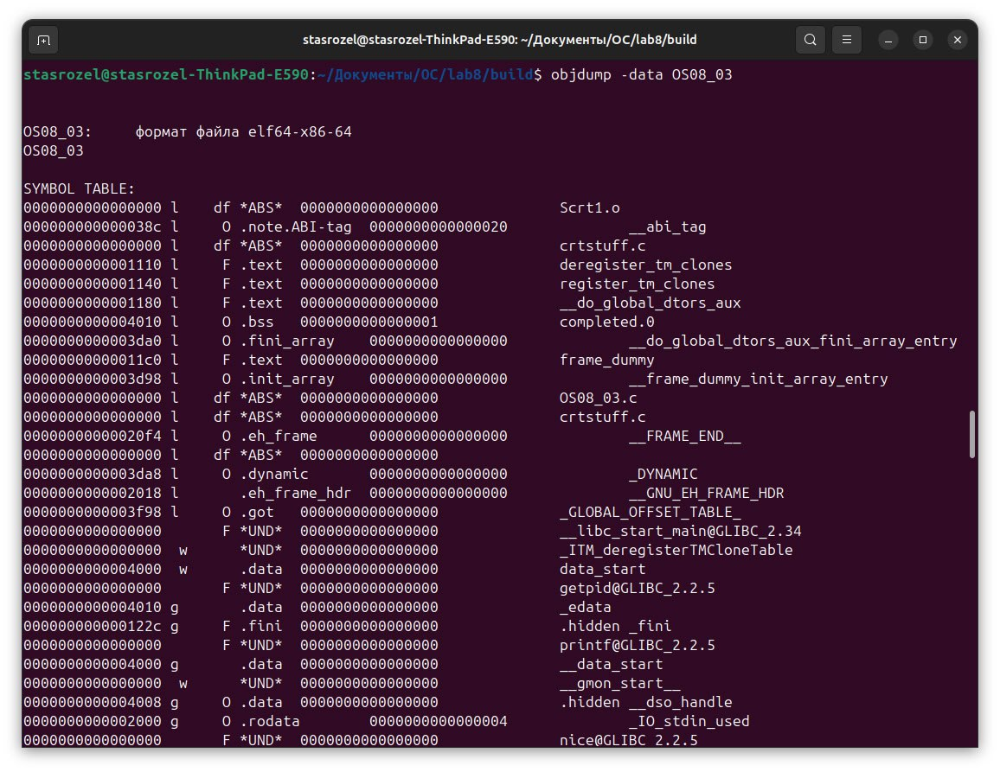 stasrozel@stasrozel-ThinkPad-E590: ~/Документы/ОС/lab8/build
stasrozel@stasrozel-ThinkPad-E590:~/Документы/ОС/lab8/build$ objdump -data OS08_03
OS08_03:     формат файла elf64-x86-64
OS08_03
SYMBOL TABLE:
0000000000000000 l    df *ABS*  0000000000000000              Scrt1.o
000000000000038c l     O .note.ABI-tag  0000000000000020              __abi_tag
0000000000000000 l    df *ABS*  0000000000000000              crtstuff.c
0000000000001110 l     F .text  0000000000000000              deregister_tm_clones
0000000000001140 l     F .text  0000000000000000              register_tm_clones
0000000000001180 l     F .text  0000000000000000              __do_global_dtors_aux
0000000000004010 l     O .bss   0000000000000001              completed.0
0000000000003da0 l     O .fini_array    0000000000000000              __do_global_dtors_aux_fini_array_entry
00000000000011c0 l     F .text  0000000000000000              frame_dummy
0000000000003d98 l     O .init_array    0000000000000000              __frame_dummy_init_array_entry
0000000000000000 l    df *ABS*  0000000000000000              OS08_03.c
0000000000000000 l    df *ABS*  0000000000000000              crtstuff.c
00000000000020f4 l     O .eh_frame      0000000000000000              __FRAME_END__
0000000000000000 l    df *ABS*  0000000000000000
0000000000003da8 l     O .dynamic       0000000000000000              _DYNAMIC
0000000000002018 l       .eh_frame_hdr  0000000000000000              __GNU_EH_FRAME_HDR
0000000000003f98 l     O .got   0000000000000000              _GLOBAL_OFFSET_TABLE_
0000000000000000       F *UND*  0000000000000000              __libc_start_main@GLIBC_2.34
0000000000000000  w      *UND*  0000000000000000              _ITM_deregisterTMCloneTable
0000000000004000  w      .data  0000000000000000              data_start
0000000000000000       F *UND*  0000000000000000              getpid@GLIBC_2.2.5
0000000000004010 g       .data  0000000000000000              _edata
000000000000122c g     F .fini  0000000000000000              .hidden _fini
0000000000000000       F *UND*  0000000000000000              printf@GLIBC_2.2.5
0000000000004000 g       .data  0000000000000000              __data_start
0000000000000000  w      *UND*  0000000000000000              __gmon_start__
0000000000004008 g     O .data  0000000000000000              .hidden __dso_handle
0000000000002000 g     O .rodata        0000000000000004              _IO_stdin_used
0000000000000000       F *UND*  0000000000000000              nice@GLIBC_2.2.5